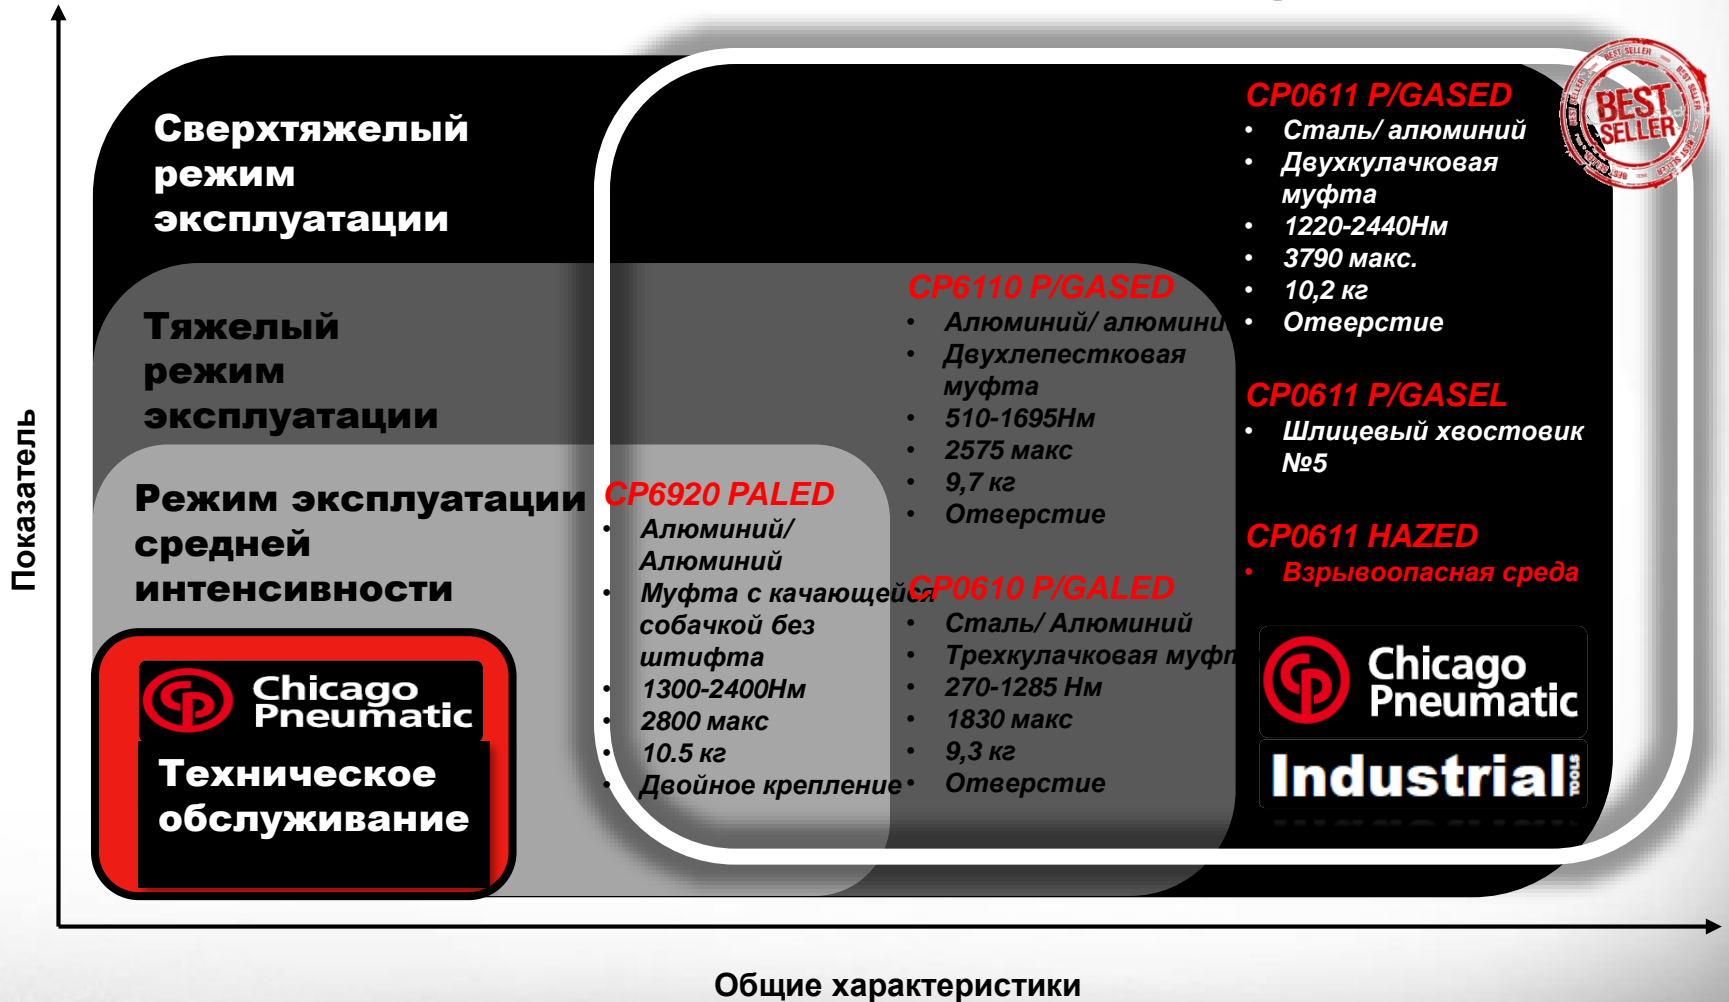 Показатель
Сверхтяжелый
режим
эксплуатации
Тяжелый
режим
эксплуатации
Режим эксплуатации
средней
интенсивности
Chicago
Pneumatic
Техническое
обслуживание
CP6920 PALED
• Алюминий/
Алюминий
• Муфта с качающейся
собачкой без
штифта
• 1300-2400Нм
• 2800 макс
• 10.5 кг
• Двойное крепление
CP6110 P/GASED
• Алюминий/ алюмини
• Двухлепестковая
муфта
• 510-1695Нм
• 2575 макс
• 9,7 кг
• Отверстие
CP0610 P/GALED
• Сталь/ Алюминий
• Трехкулачковая муфт
• 270-1285 Нм
• 1830 макс
• 9,3 кг
• Отверстие
CP0611 P/GASED
• Сталь/ алюминий
• Двухкулачковая
муфта
• 1220-2440Нм
• 3790 макс.
• 10,2 кг
• Отверстие
CP0611 P/GASEL
• Шлицевый хвостовик
№5
CP0611 HAZED
• Взрывоопасная среда
BEST
SELLER
Chicago
Pneumatic
Industrial
TOOLS
Общие характеристики